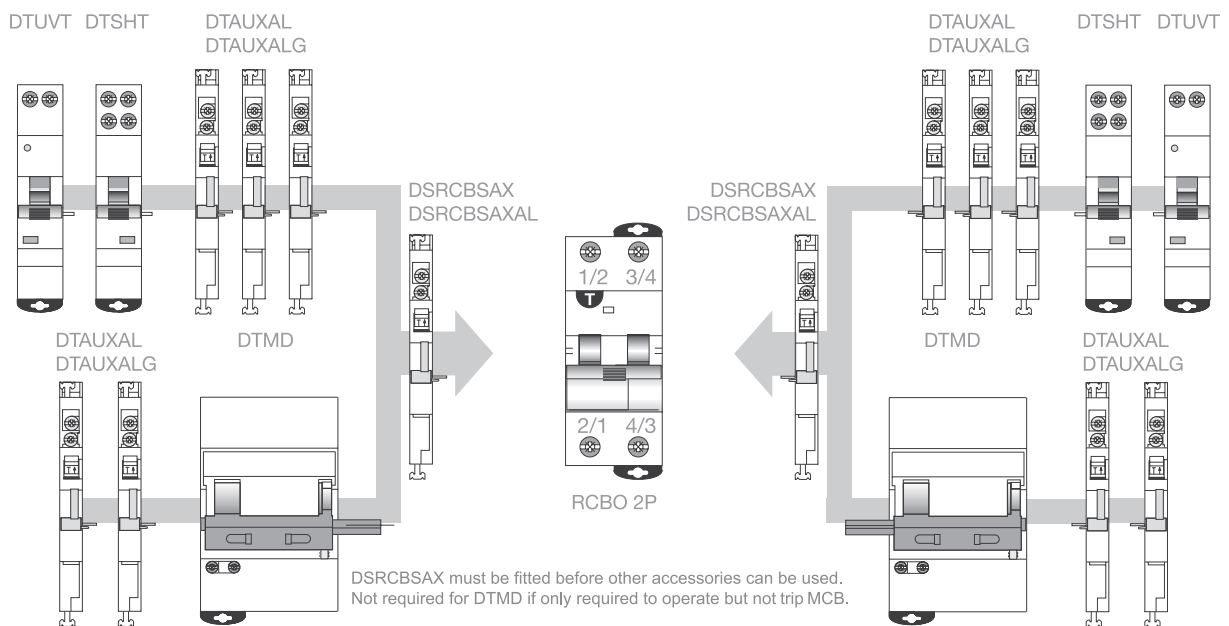 DTUVT DTSHT DTAUXAL
DTAUXALG
DSRCBSAX
DSRCBSAXAL
DTAUXAL
DTAUXALG
DTMD
1/2 3/4
T
2/1 4/3
RCBO 2P
DTAUXAL
DTAUXALG
DTSHT DTUVT
DSRCBSAX
DSRCBSAXAL
DTMD
DTAUXAL
DTAUXALG
DSRCBSAX must be fitted before other accessories can be used.
Not required for DTMD if only required to operate but not trip MCB.